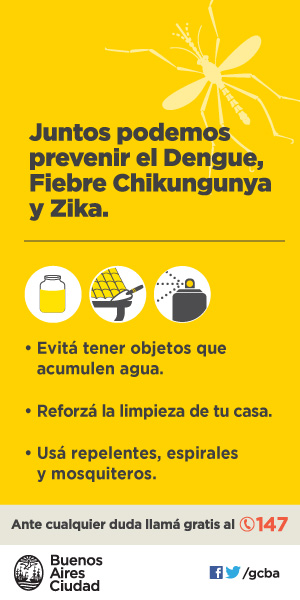 Juntos podemos
prevenir el Dengue,
Fiebre Chikungunya
y Zika.
• Evitá tener objetos que
acumulen agua.
• Reforzá la limpieza de tu casa.
• Usá repelentes, espirales
y mosquiteros.
Ante cualquier duda llamá gratis al 147
Buenos
Aires
Ciudad
/gcba